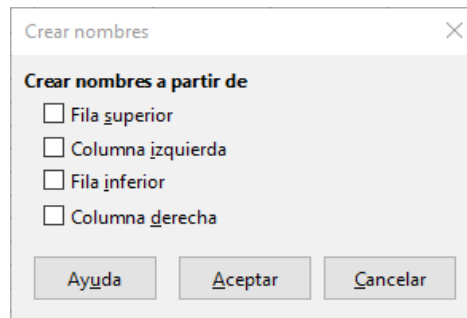 Crear nombres
Crear nombres a partir de
Fila superior
Columna izquierda
Fila inferior
Columna derecha
Ayuda Aceptar Cancelar